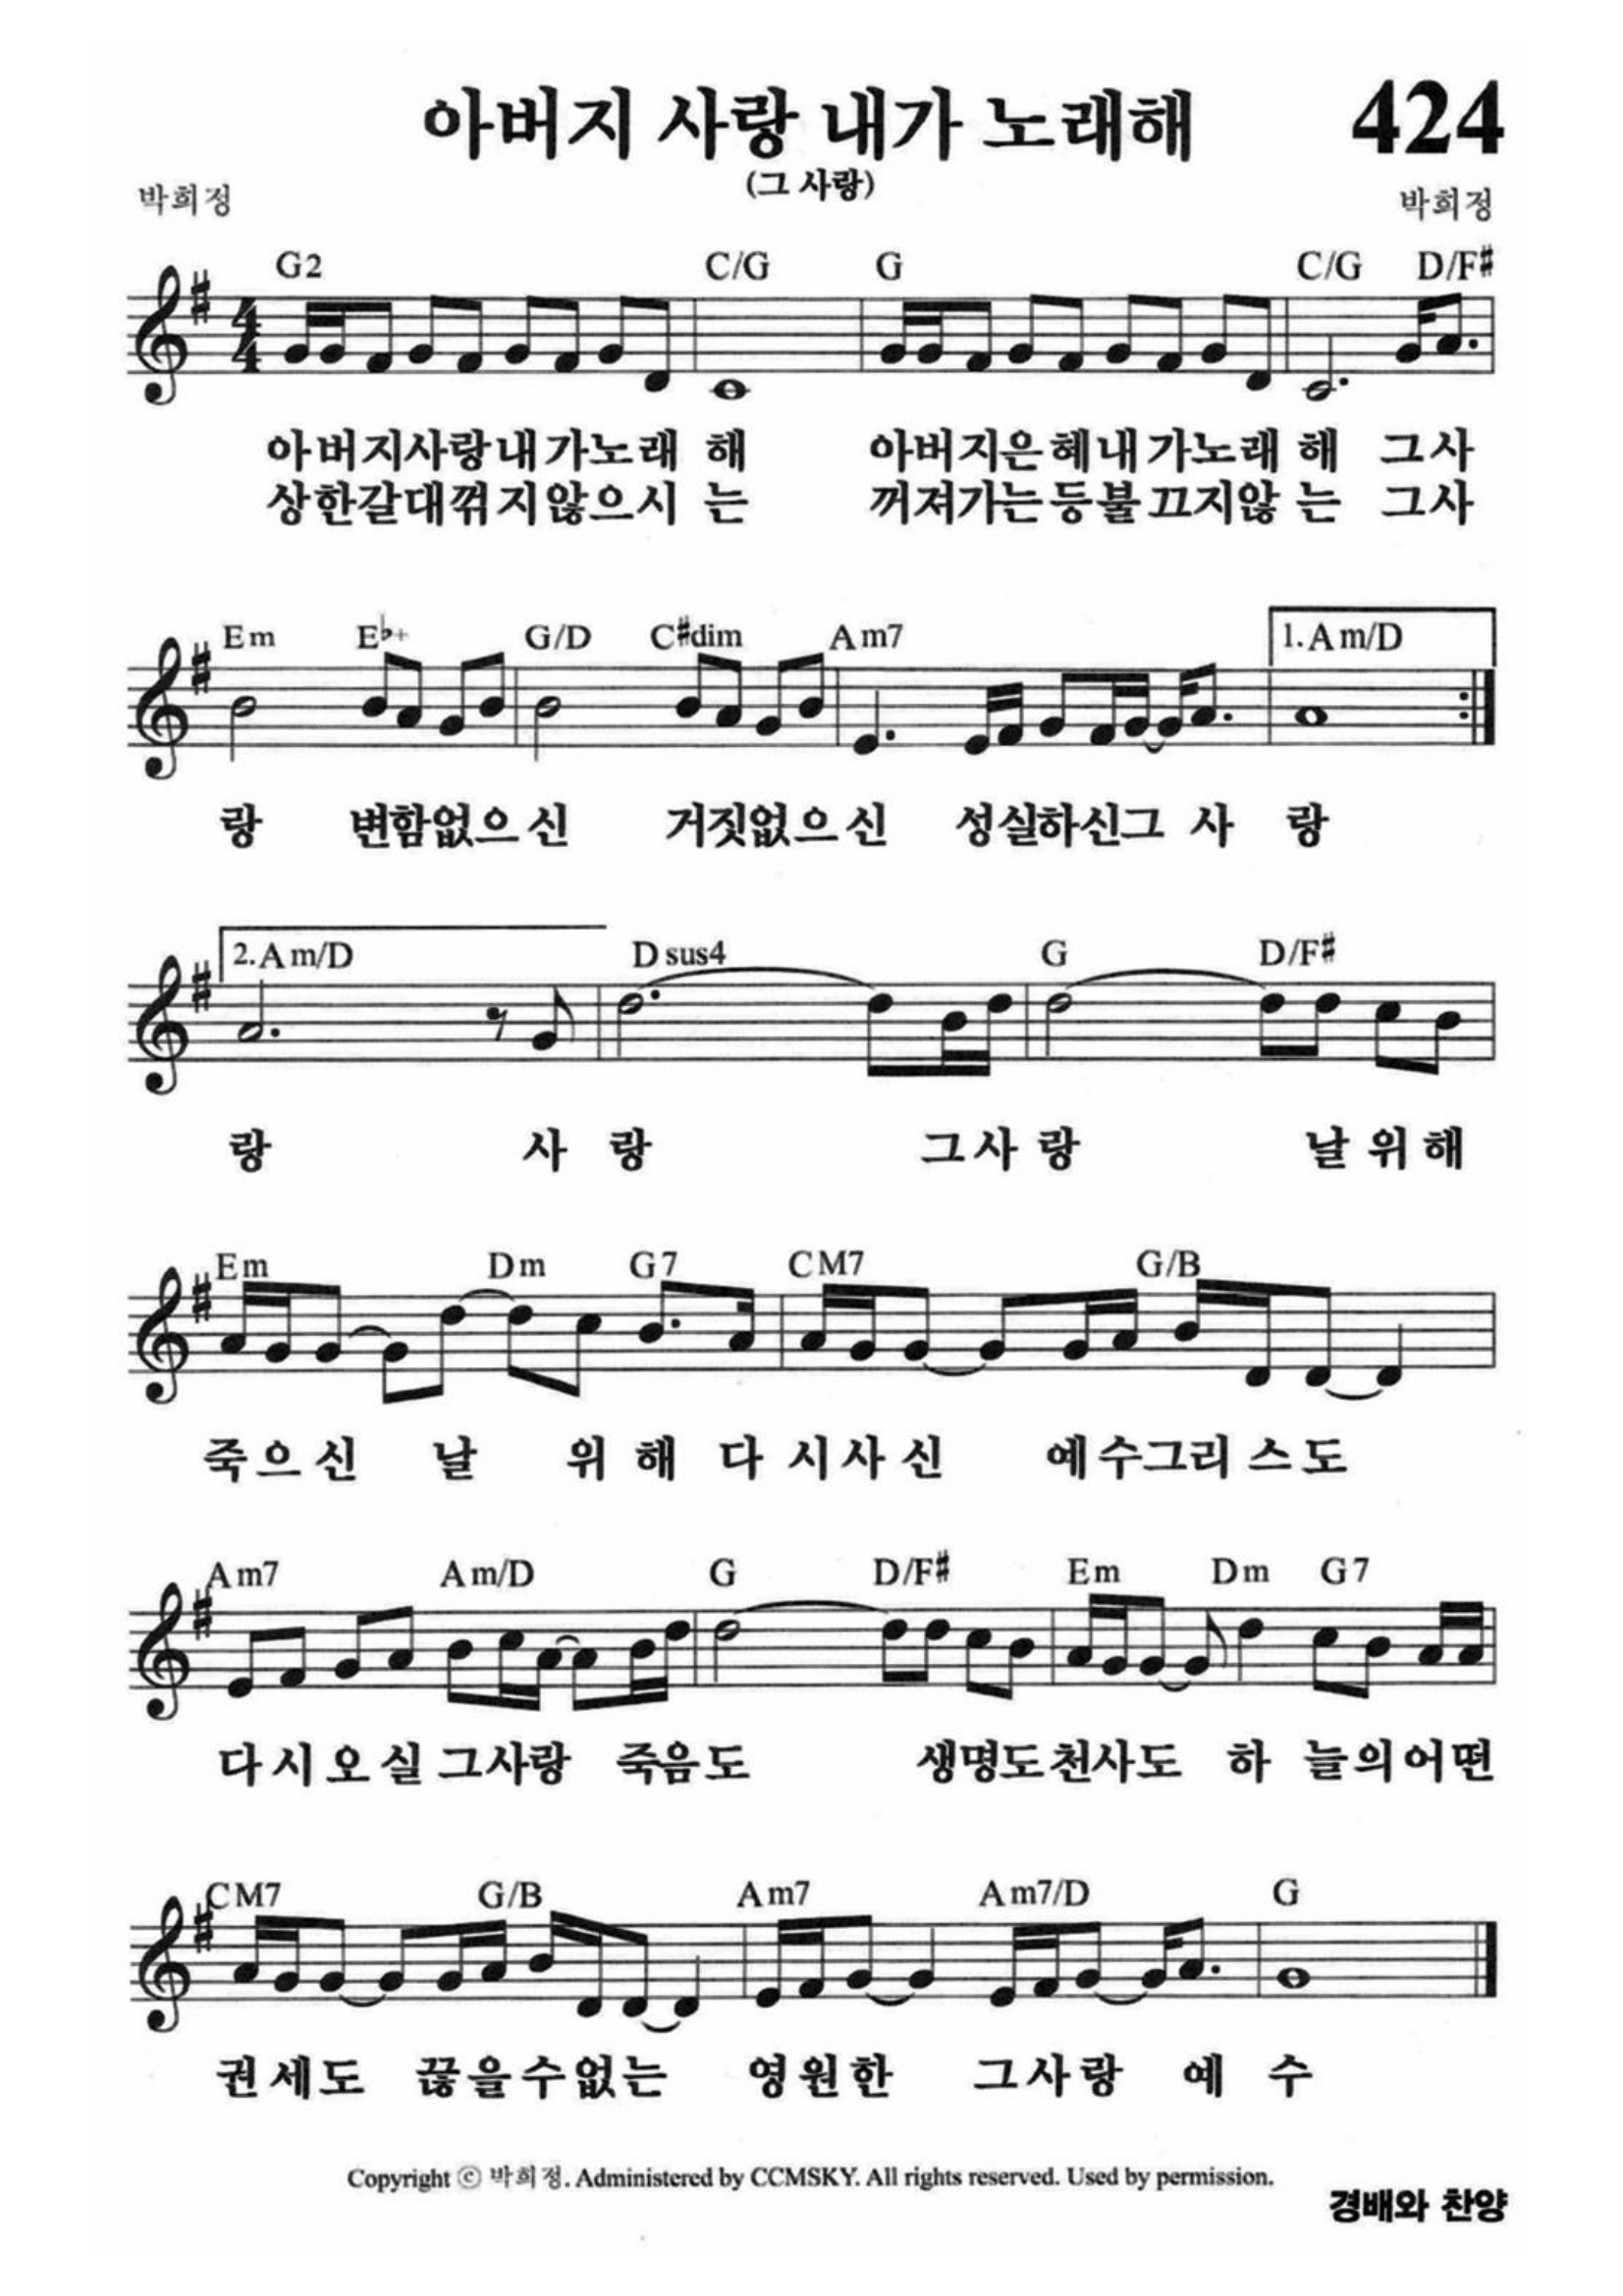 아버지 사랑 내가 노래해 424
(그 사랑)
박희정 박희정
G2 C/G G C/G D/F#
아버지사랑내가노래 해 아버지은혜내가노래 해 그사
상한갈대꺾지않으시 는 꺼져가는등불끄지않 는 그사
Em E♭+ G/D C#dim Am7 1.Am/D
랑 변함없으신 거짓없으신 성실하신그 사 랑
2.Am/D Dsus4 G D/F#
랑 사 랑 그사 랑 날 위 해
Em Dm G7 CM7 G/B
죽으신 날 위 해 다 시사신 예수그리스도
Am7 Am/D G D/F# Em Dm G7
다시오실그사랑 죽음도 생명도천사도 하 늘의어떤
CM7 G/B Am7 Am7/D G
권세도 끊을수없는 영원한 그사랑 예 수
Copyright ⓒ 박희정. Administered by CCMSKY. All rights reserved. Used by permission.
경배와 찬양